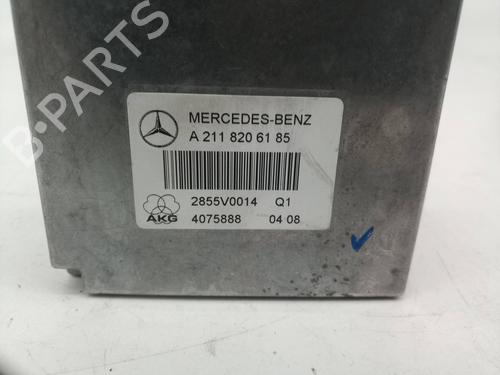 B-PARTS
MERCEDES-BENZ
A 211 820 61 85
2855V0014 Q1
AKG
4075888 04 08